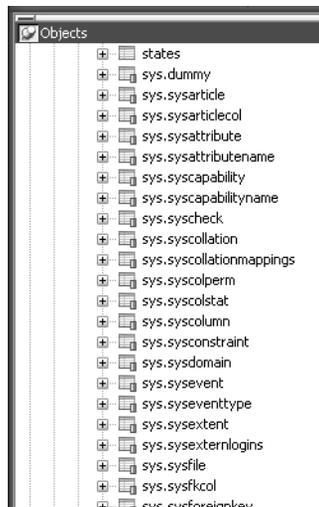 Objects
states
sys.dummy
sys.sysarticle
sys.sysarticlecol
sys.sysattribute
sys.sysattributename
sys.syscapability
sys.syscapabilityname
sys.syscheck
sys.syscollation
sys.syscollationmappings
sys.syscolperm
sys.syscolstat
sys.syscolumn
sys.sysconstraint
sys.sysdomain
sys.sysevent
sys.syseventtype
sys.sysextent
sys.sysexternlogins
sys.sysfile
sys.sysfkcol
sys.sysforeignkey